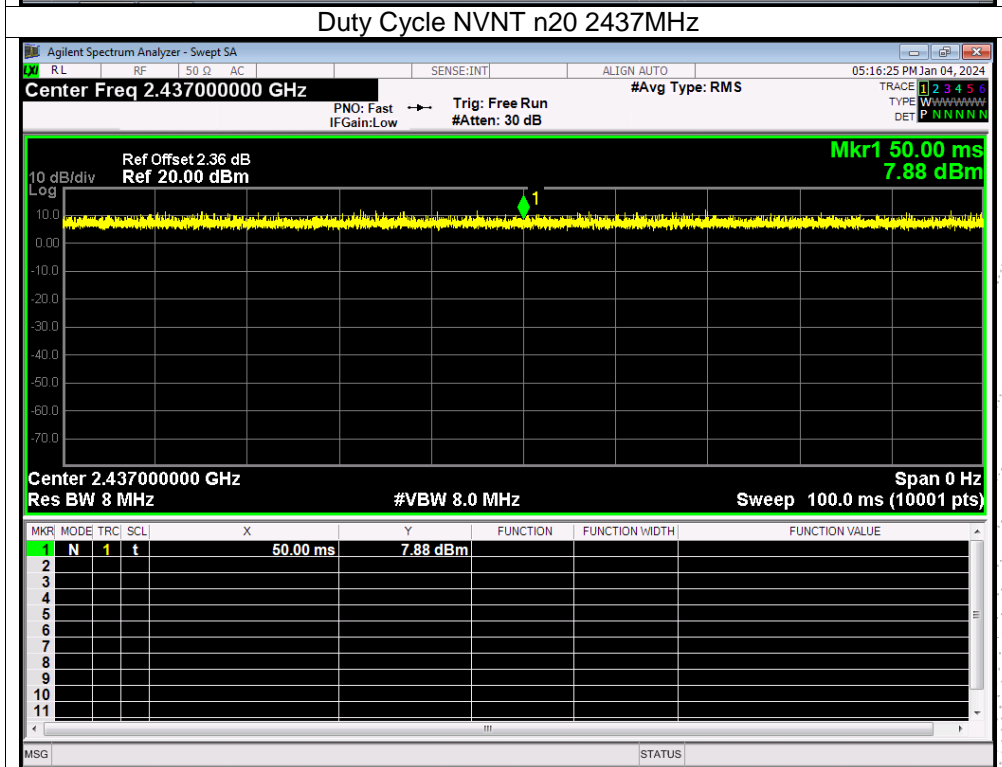 Duty Cycle NVNT n20 2437MHz
Agilent Spectrum Analyzer - Swept SA
LXI RL RF 50 Ω AC SENSE:INT ALIGN AUTO 05:16:25 PM Jan 04, 2024
Center Freq 2.437000000 GHz #Avg Type: RMS TRACE 1 2 3 4 5 6
PNO: Fast Trig: Free Run TYPE WWWWWW
IFGain:Low #Atten: 30 dB DET P N N N N N
Mkr1 50.00 ms
Ref Offset 2.36 dB
10 dB/div Ref 20.00 dBm 7.88 dBm
Log
1
10.0
0.00
-10.0
-20.0
-30.0
-40.0
-50.0
-60.0
-70.0
Center 2.437000000 GHz Span 0 Hz
Res BW 8 MHz #VBW 8.0 MHz Sweep 100.0 ms (10001 pts)
MKR MODE TRC SCL X Y FUNCTION FUNCTION WIDTH FUNCTION VALUE
1 N 1 t 50.00 ms 7.88 dBm
2
3
4
5
6
7
8
9
10
11
MSG STATUS